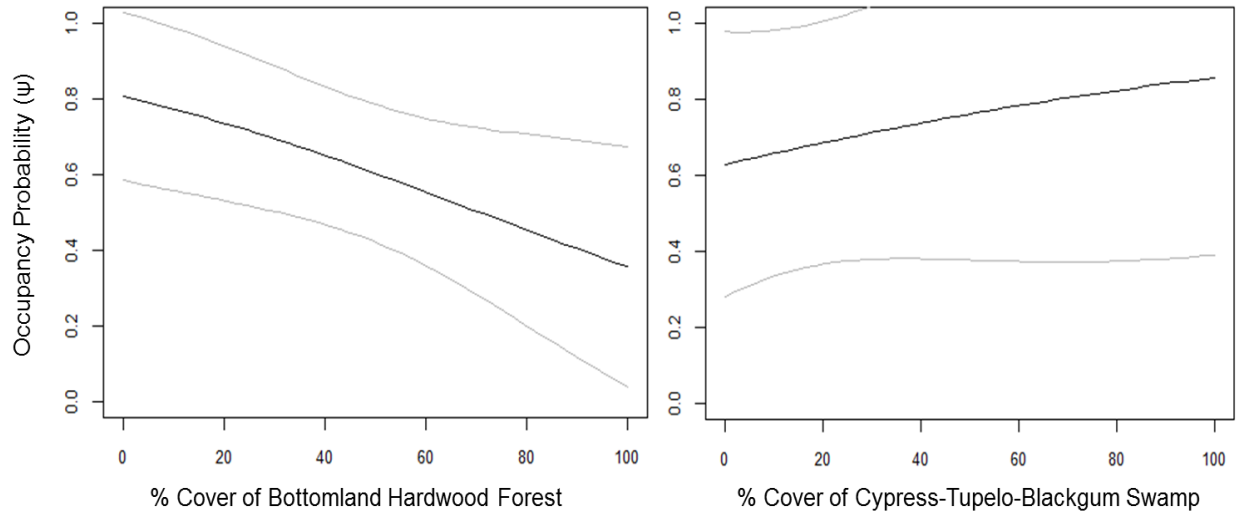 Occupancy Probability (ψ)
1.0
0.8
0.6
0.4
0.2
0.0
0 20 40 60 80 100
% Cover of Bottomland Hardwood Forest
1.0
0.8
0.6
0.4
0.2
0.0
0 20 40 60 80 100
% Cover of Cypress-Tupelo-Blackgum Swamp